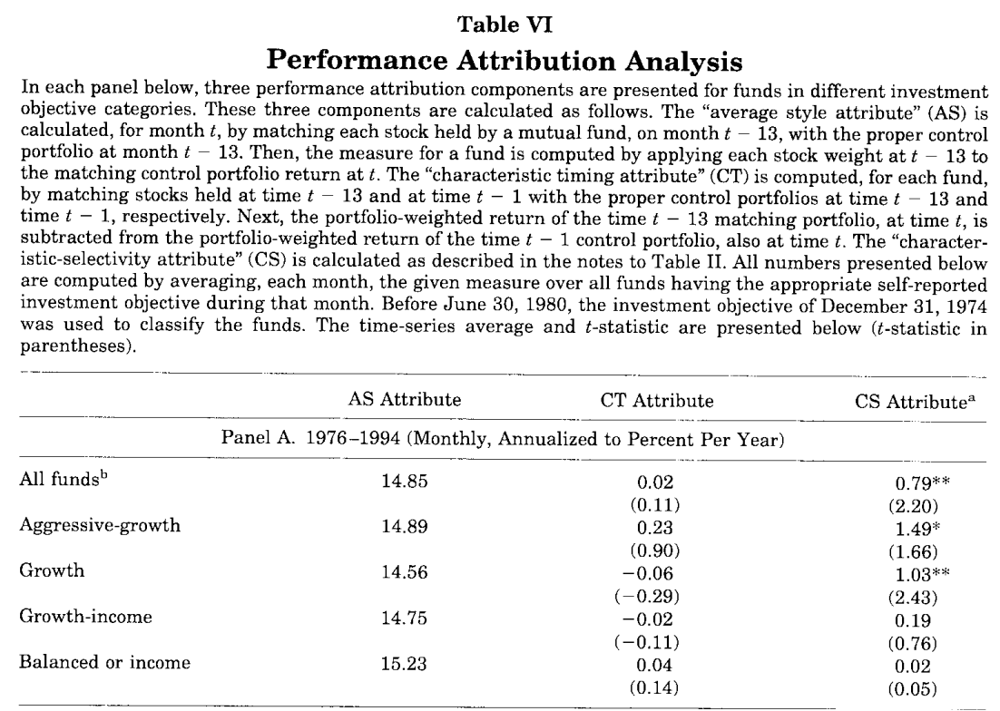 Table VI
Performance Attribution Analysis
In each panel below, three performance attribution components are presented for funds in different investment
objective categories. These three components are calculated as follows. The “average style attribute” (AS) is
calculated, for month t, by matching each stock held by a mutual fund, on month t − 13, with the proper control
portfolio at month t − 13. Then, the measure for a fund is computed by applying each stock weight at t − 13 to
the matching control portfolio return at t. The “characteristic timing attribute” (CT) is computed, for each fund,
by matching stocks held at time t − 13 and at time t − 1 with the proper control portfolios at time t − 13 and
time t − 1, respectively. Next, the portfolio-weighted return of the time t − 13 matching portfolio, at time t, is
subtracted from the portfolio-weighted return of the time t − 1 control portfolio, also at time t. The “character-
istic-selectivity attribute” (CS) is calculated as described in the notes to Table II. All numbers presented below
are computed by averaging, each month, the given measure over all funds having the appropriate self-reported
investment objective during that month. Before June 30, 1980, the investment objective of December 31, 1974
was used to classify the funds. The time-series average and t-statistic are presented below (t-statistic in
parentheses).
AS Attribute CT Attribute CS Attributeᵃ
Panel A. 1976–1994 (Monthly, Annualized to Percent Per Year)
All fundsᵇ 14.85 0.02 0.79**
(0.11) (2.20)
Aggressive-growth 14.89 0.23 1.49*
(0.90) (1.66)
Growth 14.56 −0.06 1.03**
(−0.29) (2.43)
Growth-income 14.75 −0.02 0.19
(−0.11) (0.76)
Balanced or income 15.23 0.04 0.02
(0.14) (0.05)